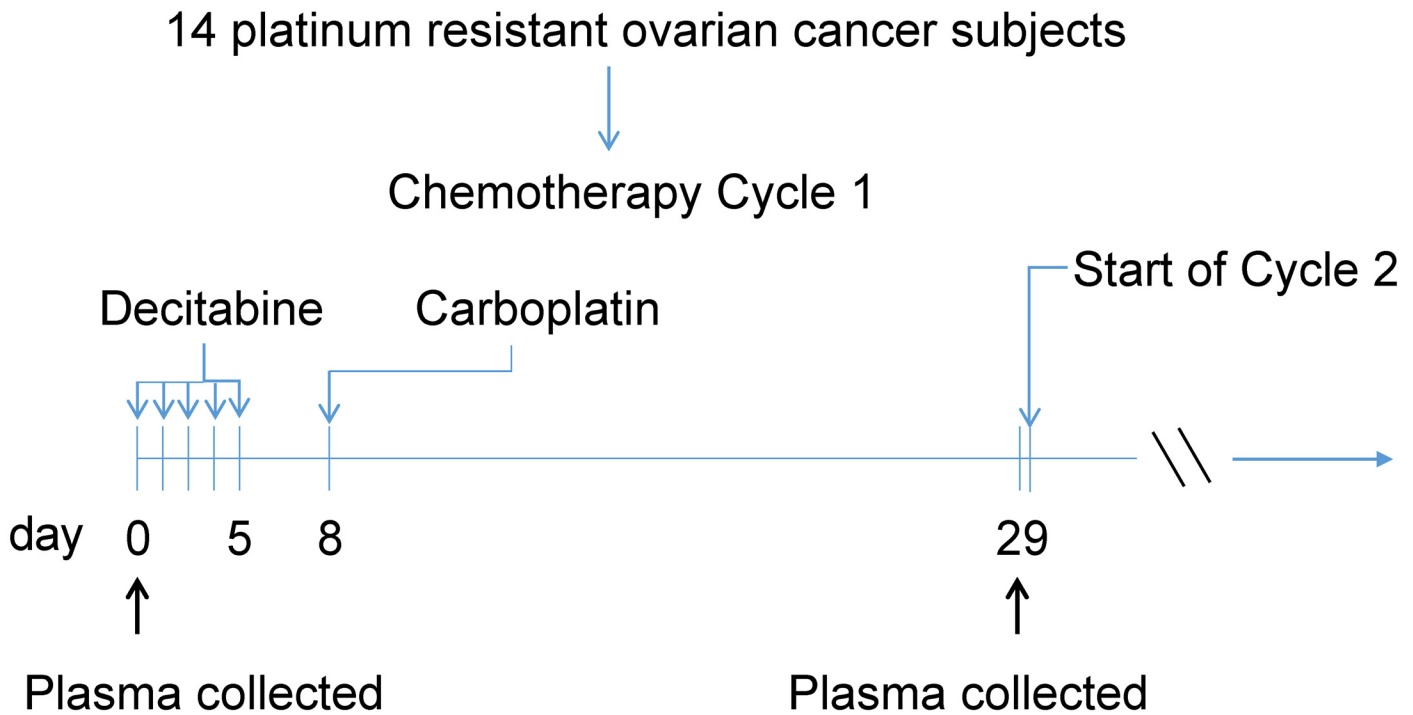 14 platinum resistant ovarian cancer subjects
Chemotherapy Cycle 1
Start of Cycle 2
Decitabine
Carboplatin
day 0 5 8 29
Plasma collected
Plasma collected